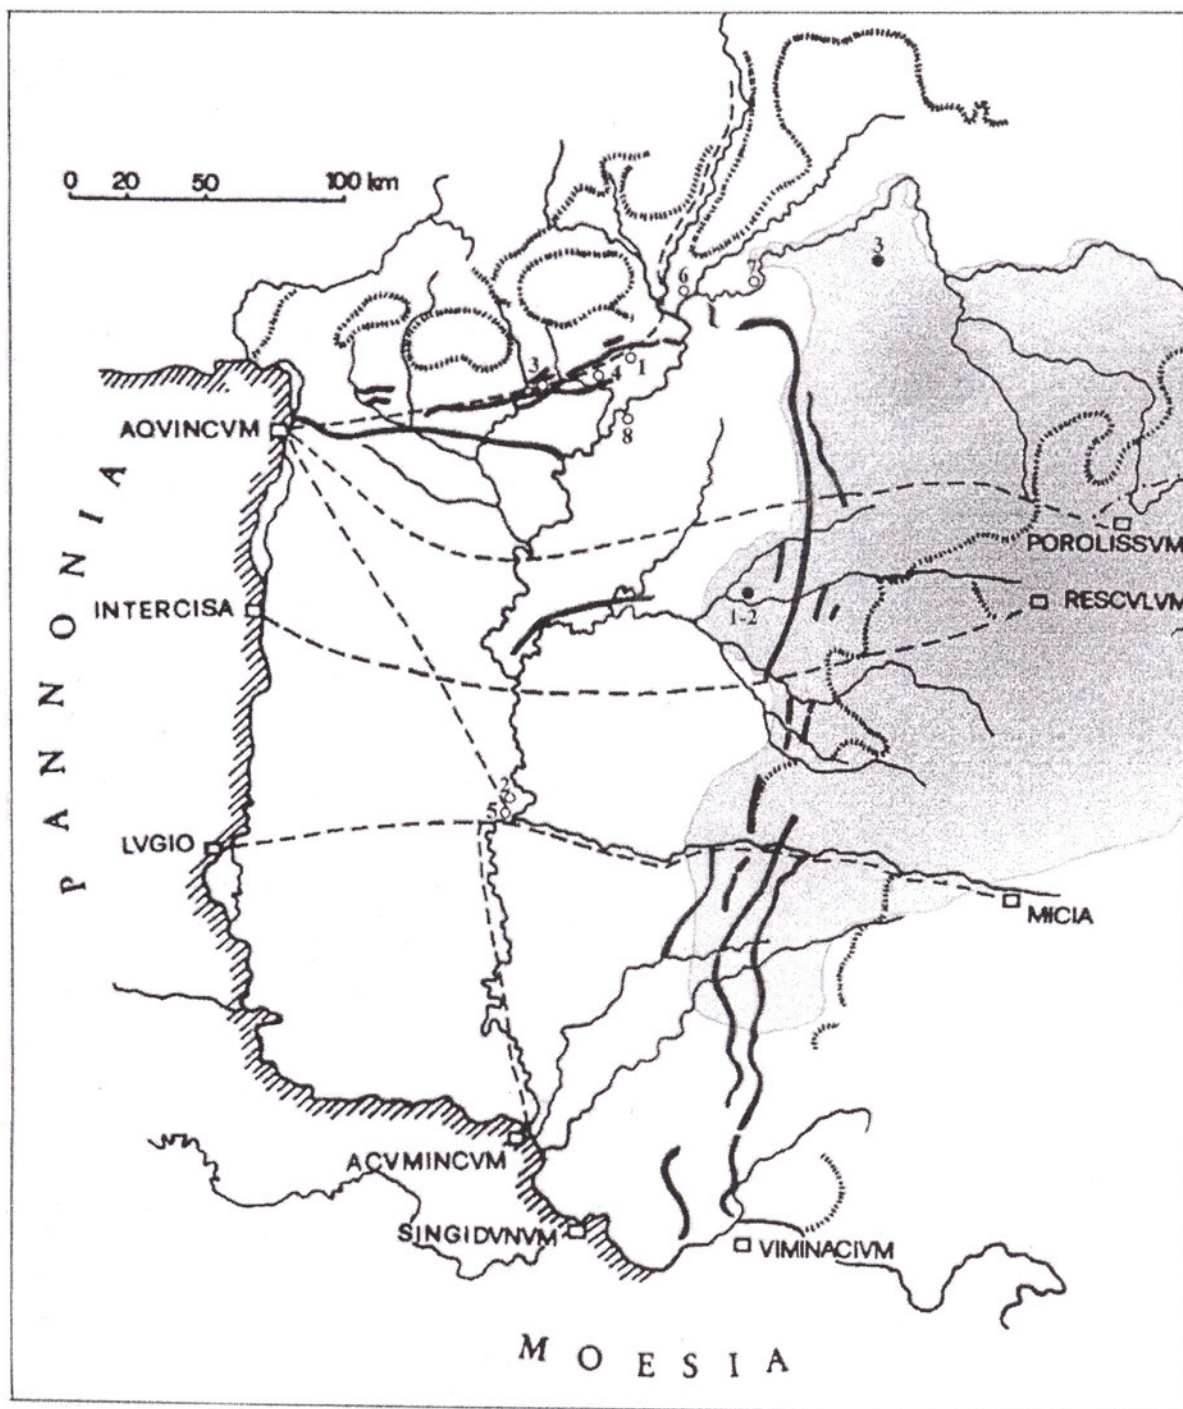 0 20 50 100 km
3
6
7
3
1
4
8
AQVINCVM
POROLISSVM
INTERCISA
RESCVLVM
1-2
PANNONIA
2
5
LVGIO
MICIA
ACVMINCVM
SINGIDVNVM
VIMINACIVM
MOESIA